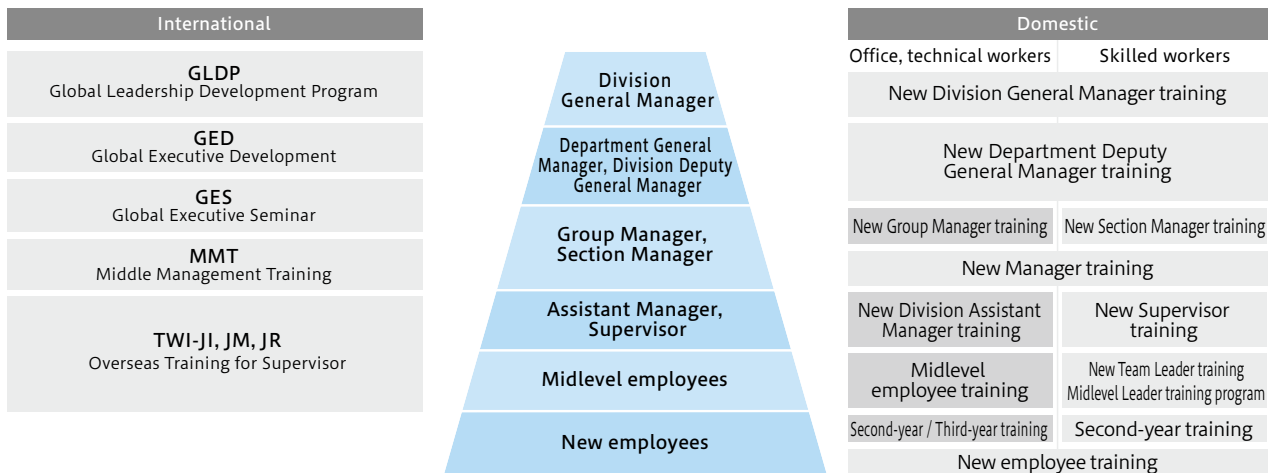 International
GLDP
Global Leadership Development Program
GED
Global Executive Development
GES
Global Executive Seminar
MMT
Middle Management Training
TWI-JI, JM, JR
Overseas Training for Supervisor
Division
General Manager
Department General
Manager, Division Deputy
General Manager
Group Manager,
Section Manager
Assistant Manager,
Supervisor
Midlevel employees
New employees
Domestic
Office, technical workers
Skilled workers
New Division General Manager training
New Department Deputy
General Manager training
New Group Manager training
New Section Manager training
New Manager training
New Division Assistant
Manager training
New Supervisor
training
Midlevel
employee training
New Team Leader training
Midlevel Leader training program
Second-year / Third-year training
Second-year training
New employee training